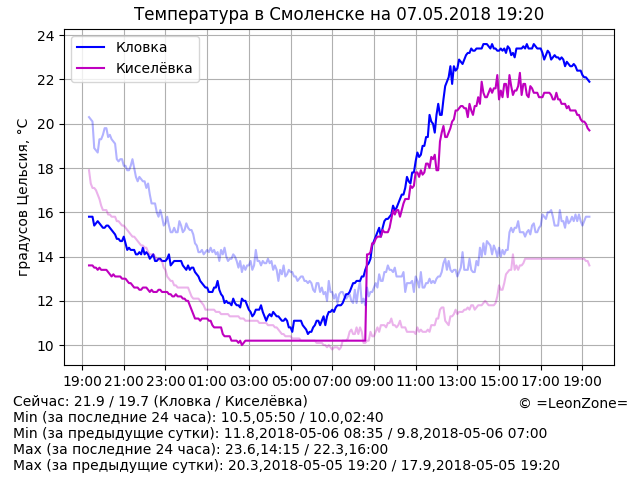 Температура в Смоленске на 07.05.2018 19:20
Кловка
Киселёвка
градусов Цельсия, °C
24
22
20
18
16
14
12
10
19:00 21:00 23:00 01:00 03:00 05:00 07:00 09:00 11:00 13:00 15:00 17:00 19:00
Сейчас: 21.9 / 19.7 (Кловка / Киселёвка)
© =LeonZone=
Min (за последние 24 часа): 10.5,05:50 / 10.0,02:40
Min (за предыдущие сутки): 11.8,2018-05-06 08:35 / 9.8,2018-05-06 07:00
Max (за последние 24 часа): 23.6,14:15 / 22.3,16:00
Max (за предыдущие сутки): 20.3,2018-05-05 19:20 / 17.9,2018-05-05 19:20